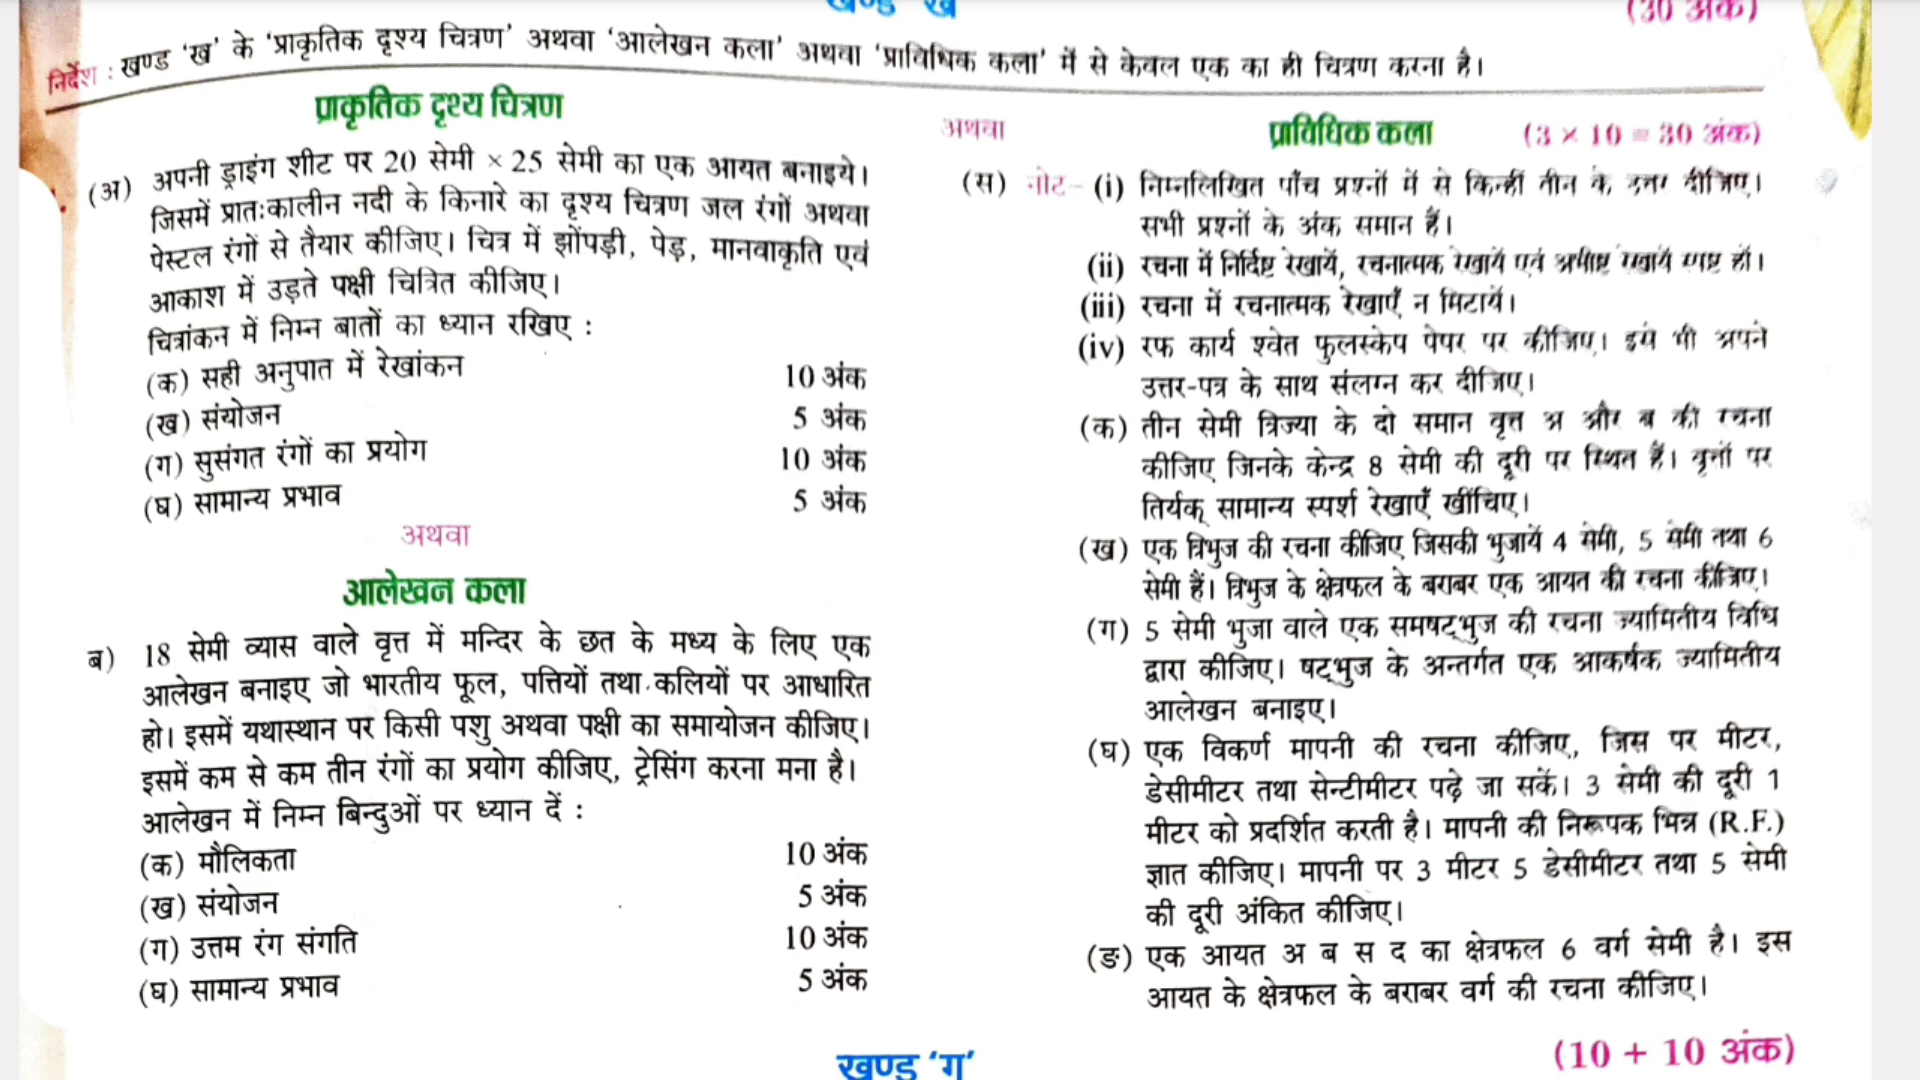 खण्ड 'ख'
(30 अंक)
निर्देश : खण्ड 'ख' के 'प्राकृतिक दृश्य चित्रण' अथवा 'आलेखन कला' अथवा 'प्राविधिक कला' में से केवल एक का ही चित्रण करना है।
प्राकृतिक दृश्य चित्रण
(अ) अपनी ड्राइंग शीट पर 20 सेमी × 25 सेमी का एक आयत बनाइये।
जिसमें प्रातःकालीन नदी के किनारे का दृश्य चित्रण जल रंगों अथवा
पेस्टल रंगों से तैयार कीजिए। चित्र में झोंपड़ी, पेड़, मानवाकृति एवं
आकाश में उड़ते पक्षी चित्रित कीजिए।
चित्रांकन में निम्न बातों का ध्यान रखिए :
(क) सही अनुपात में रेखांकन 10 अंक
(ख) संयोजन 5 अंक
(ग) सुसंगत रंगों का प्रयोग 10 अंक
(घ) सामान्य प्रभाव 5 अंक
अथवा
आलेखन कला
ब) 18 सेमी व्यास वाले वृत्त में मन्दिर के छत के मध्य के लिए एक
आलेखन बनाइए जो भारतीय फूल, पत्तियों तथा कलियों पर आधारित
हो। इसमें यथास्थान पर किसी पशु अथवा पक्षी का समायोजन कीजिए।
इसमें कम से कम तीन रंगों का प्रयोग कीजिए, ट्रेसिंग करना मना है।
आलेखन में निम्न बिन्दुओं पर ध्यान दें :
(क) मौलिकता 10 अंक
(ख) संयोजन 5 अंक
(ग) उत्तम रंग संगति 10 अंक
(घ) सामान्य प्रभाव 5 अंक
अथवा
प्राविधिक कला (3 × 10 = 30 अंक)
(स) नोट– (i) निम्नलिखित पाँच प्रश्नों में से किन्हीं तीन के उत्तर दीजिए।
सभी प्रश्नों के अंक समान हैं।
(ii) रचना में निर्दिष्ट रेखायें, रचनात्मक रेखायें एवं अभीष्ट रेखायें स्पष्ट हों।
(iii) रचना में रचनात्मक रेखाएँ न मिटायें।
(iv) रफ कार्य श्वेत फुलस्केप पेपर पर कीजिए। इसे भी अपने
उत्तर-पत्र के साथ संलग्न कर दीजिए।
(क) तीन सेमी त्रिज्या के दो समान वृत्त अ और ब की रचना
कीजिए जिनके केन्द्र 8 सेमी की दूरी पर स्थित हैं। वृत्तों पर
तिर्यक् सामान्य स्पर्श रेखाएँ खींचिए।
(ख) एक त्रिभुज की रचना कीजिए जिसकी भुजायें 4 सेमी, 5 सेमी तथा 6
सेमी हैं। त्रिभुज के क्षेत्रफल के बराबर एक आयत की रचना कीजिए।
(ग) 5 सेमी भुजा वाले एक समषट्भुज की रचना ज्यामितीय विधि
द्वारा कीजिए। षट्भुज के अन्तर्गत एक आकर्षक ज्यामितीय
आलेखन बनाइए।
(घ) एक विकर्ण मापनी की रचना कीजिए, जिस पर मीटर,
डेसीमीटर तथा सेन्टीमीटर पढ़े जा सकें। 3 सेमी की दूरी 1
मीटर को प्रदर्शित करती है। मापनी की निरूपक भिन्न (R.F.)
ज्ञात कीजिए। मापनी पर 3 मीटर 5 डेसीमीटर तथा 5 सेमी
की दूरी अंकित कीजिए।
(ङ) एक आयत अ ब स द का क्षेत्रफल 6 वर्ग सेमी है। इस
आयत के क्षेत्रफल के बराबर वर्ग की रचना कीजिए।
खण्ड 'ग'
(10 + 10 अंक)